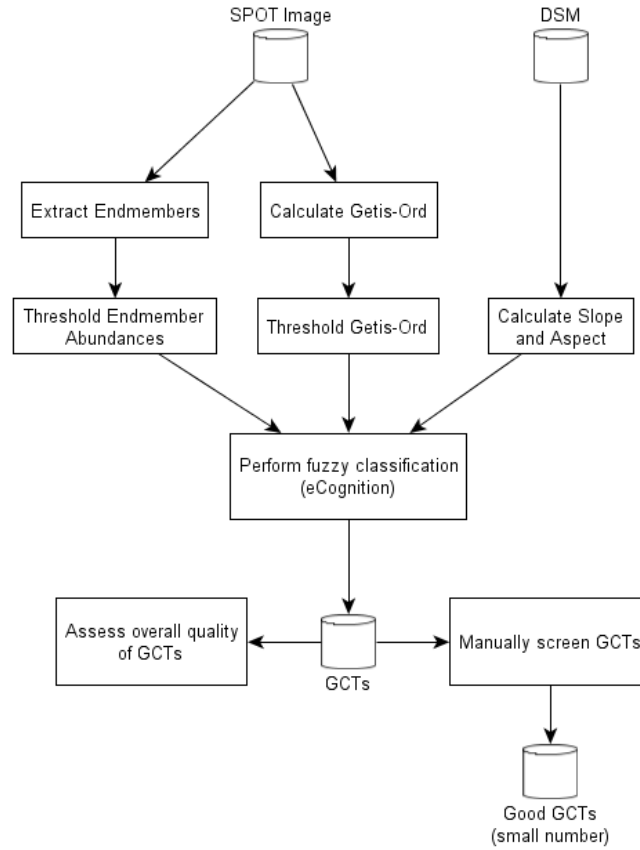 SPOT Image
DSM
Extract Endmembers
Calculate Getis-Ord
Threshold Endmember
Abundances
Threshold Getis-Ord
Calculate Slope
and Aspect
Perform fuzzy classification
(eCognition)
Assess overall quality
of GCTs
GCTs
Manually screen GCTs
Good GCTs
(small number)